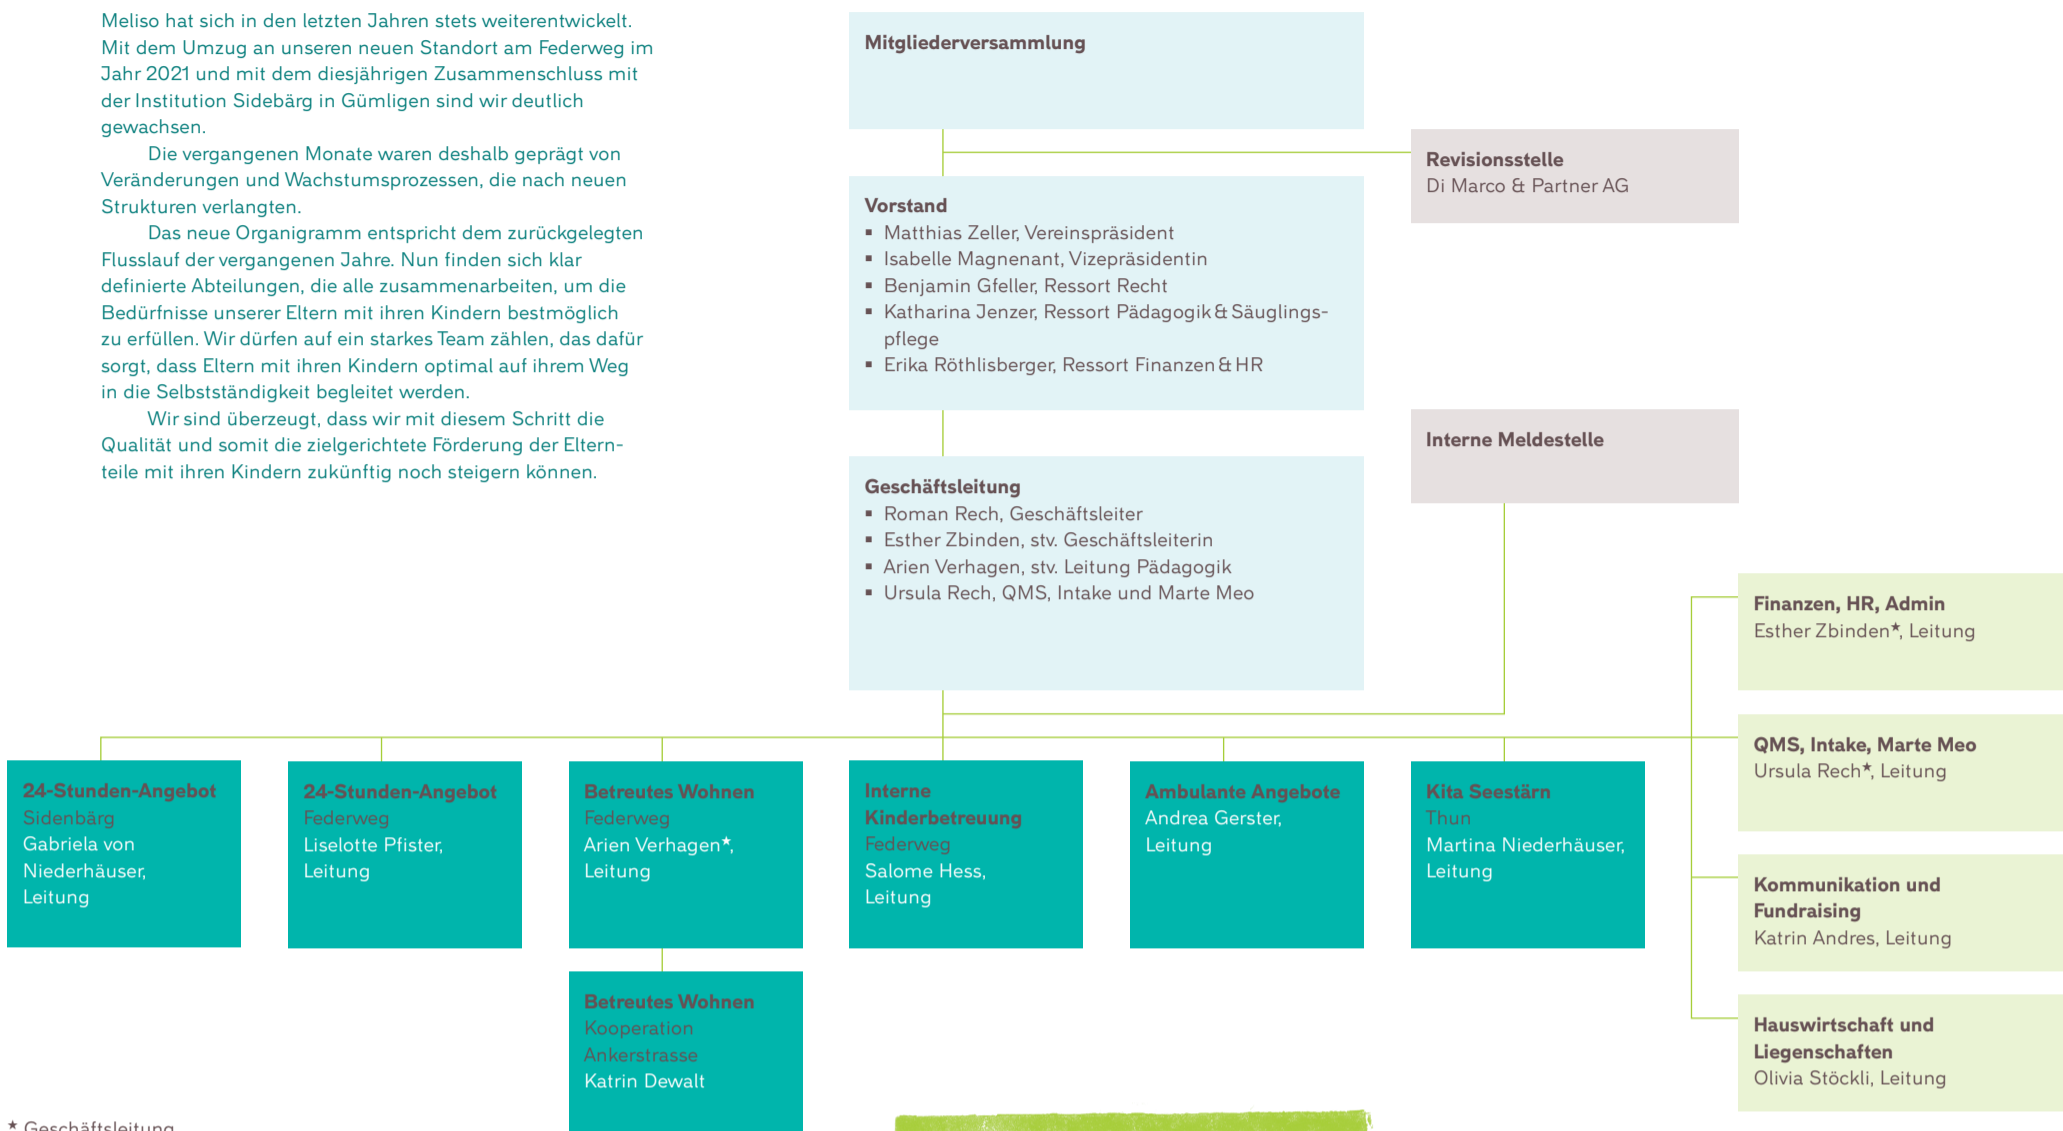 Meliso hat sich in den letzten Jahren stets weiterentwickelt.
Mit dem Umzug an unseren neuen Standort am Federweg im
Jahr 2021 und mit dem diesjährigen Zusammenschluss mit
der Institution Sidebärg in Gümligen sind wir deutlich
gewachsen.
Die vergangenen Monate waren deshalb geprägt von
Veränderungen und Wachstumsprozessen, die nach neuen
Strukturen verlangten.
Das neue Organigramm entspricht dem zurückgelegten
Flusslauf der vergangenen Jahre. Nun finden sich klar
definierte Abteilungen, die alle zusammenarbeiten, um die
Bedürfnisse unserer Eltern mit ihren Kindern bestmöglich
zu erfüllen. Wir dürfen auf ein starkes Team zählen, das dafür
sorgt, dass Eltern mit ihren Kindern optimal auf ihrem Weg
in die Selbstständigkeit begleitet werden.
Wir sind überzeugt, dass wir mit diesem Schritt die
Qualität und somit die zielgerichtete Förderung der Eltern-
teile mit ihren Kindern zukünftig noch steigern können.
Mitgliederversammlung
Revisionsstelle
Di Marco & Partner AG
Vorstand
▪ Matthias Zeller, Vereinspräsident
▪ Isabelle Magnenant, Vizepräsidentin
▪ Benjamin Gfeller, Ressort Recht
▪ Katharina Jenzer, Ressort Pädagogik & Säuglings-
pflege
▪ Erika Röthlisberger, Ressort Finanzen & HR
Interne Meldestelle
Geschäftsleitung
▪ Roman Rech, Geschäftsleiter
▪ Esther Zbinden, stv. Geschäftsleiterin
▪ Arien Verhagen, stv. Leitung Pädagogik
▪ Ursula Rech, QMS, Intake und Marte Meo
Finanzen, HR, Admin
Esther Zbinden★, Leitung
QMS, Intake, Marte Meo
Ursula Rech★, Leitung
Kommunikation und
Fundraising
Katrin Andres, Leitung
Hauswirtschaft und
Liegenschaften
Olivia Stöckli, Leitung
24-Stunden-Angebot
Sidenbärg
Gabriela von
Niederhäuser,
Leitung
24-Stunden-Angebot
Federweg
Liselotte Pfister,
Leitung
Betreutes Wohnen
Federweg
Arien Verhagen★,
Leitung
Interne
Kinderbetreuung
Federweg
Salome Hess,
Leitung
Ambulante Angebote
Andrea Gerster,
Leitung
Kita Seestärn
Thun
Martina Niederhäuser,
Leitung
Betreutes Wohnen
Kooperation
Ankerstrasse
Katrin Dewalt
★ Geschäftsleitung